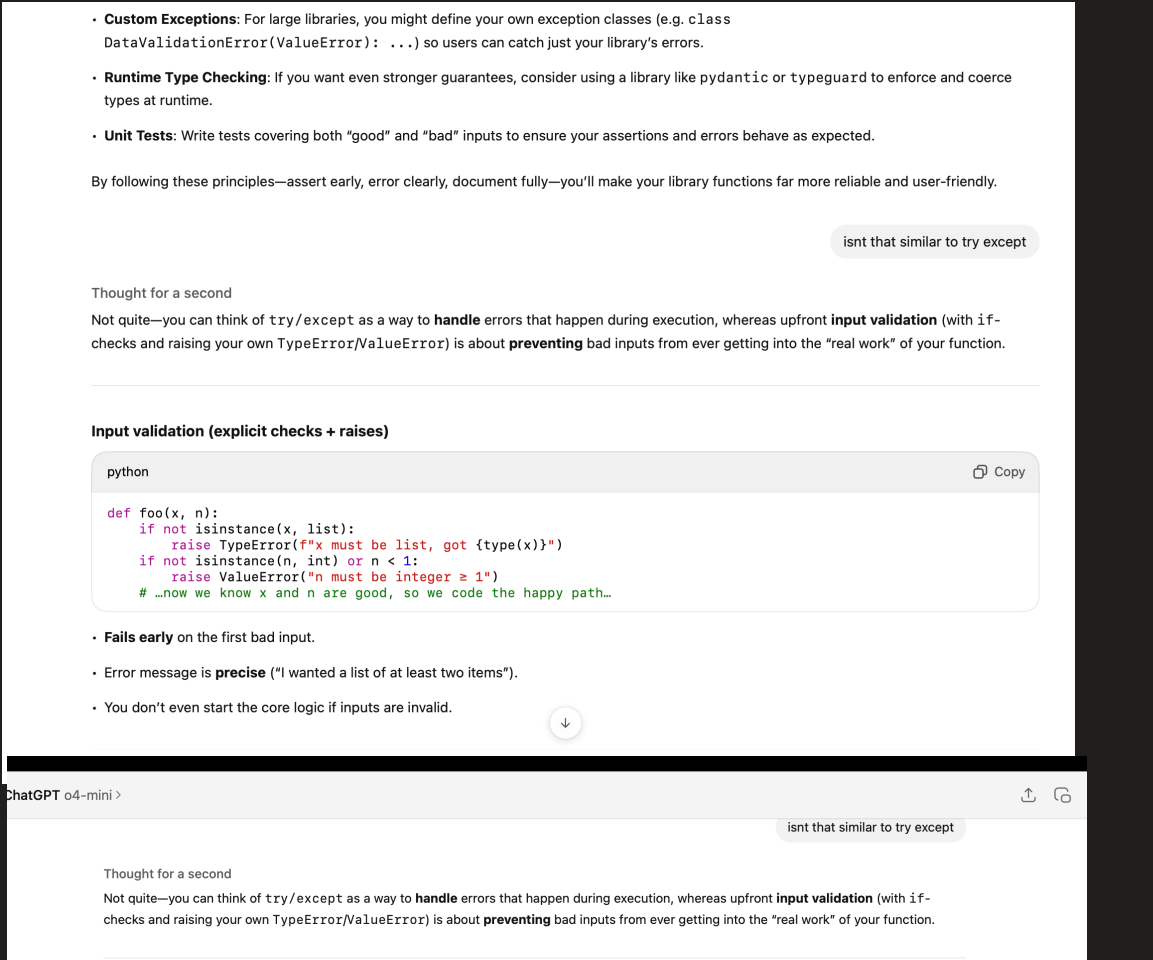 • Custom Exceptions: For large libraries, you might define your own exception classes (e.g. class
DataValidationError(ValueError): ...) so users can catch just your library’s errors.
• Runtime Type Checking: If you want even stronger guarantees, consider using a library like pydantic or typeguard to enforce and coerce
types at runtime.
• Unit Tests: Write tests covering both “good” and “bad” inputs to ensure your assertions and errors behave as expected.
By following these principles—assert early, error clearly, document fully—you’ll make your library functions far more reliable and user-friendly.
isnt that similar to try except
Thought for a second
Not quite—you can think of try/except as a way to handle errors that happen during execution, whereas upfront input validation (with if-
checks and raising your own TypeError/ValueError) is about preventing bad inputs from ever getting into the “real work” of your function.
Input validation (explicit checks + raises)
python
Copy
def foo(x, n):
    if not isinstance(x, list):
        raise TypeError(f"x must be list, got {type(x)}")
    if not isinstance(n, int) or n < 1:
        raise ValueError("n must be integer ≥ 1")
    # …now we know x and n are good, so we code the happy path…
• Fails early on the first bad input.
• Error message is precise (“I wanted a list of at least two items”).
• You don’t even start the core logic if inputs are invalid.
ChatGPT o4-mini >
isnt that similar to try except
Thought for a second
Not quite—you can think of try/except as a way to handle errors that happen during execution, whereas upfront input validation (with if-
checks and raising your own TypeError/ValueError) is about preventing bad inputs from ever getting into the “real work” of your function.